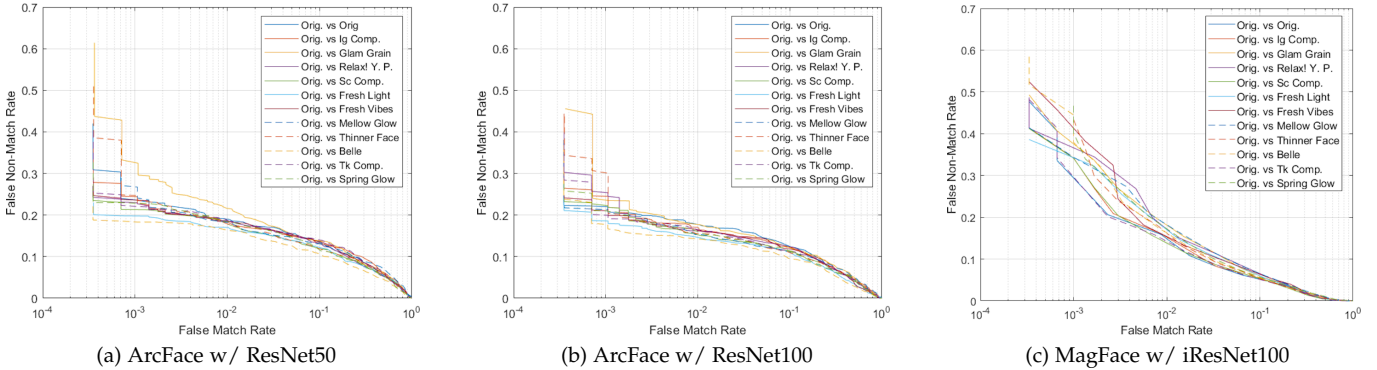 0.7
0.6
0.5
0.4
0.3
0.2
0.1
0
False Non-Match Rate
10-4
10-3
10-2
10-1
100
False Match Rate
Orig. vs Orig
Orig. vs Ig Comp.
Orig. vs Glam Grain
Orig. vs Relax! Y. P.
Orig. vs Sc Comp.
Orig. vs Fresh Light
Orig. vs Fresh Vibes
Orig. vs Mellow Glow
Orig. vs Thinner Face
Orig. vs Belle
Orig. vs Tk Comp.
Orig. vs Spring Glow
(a) ArcFace w/ ResNet50
0.7
0.6
0.5
0.4
0.3
0.2
0.1
0
False Non-Match Rate
10-4
10-3
10-2
10-1
100
False Match Rate
Orig. vs Orig.
Orig. vs Ig Comp.
Orig. vs Glam Grain
Orig. vs Relax! Y. P.
Orig. vs Sc Comp.
Orig. vs Fresh Light
Orig. vs Fresh Vibes
Orig. vs Mellow Glow
Orig. vs Thinner Face
Orig. vs Belle
Orig. vs Tk Comp.
Orig. vs Spring Glow
(b) ArcFace w/ ResNet100
0.7
0.6
0.5
0.4
0.3
0.2
0.1
0
False Non-Match Rate
10-4
10-3
10-2
10-1
100
False Match Rate
Orig. vs Orig.
Orig. vs Ig Comp.
Orig. vs Glam Grain
Orig. vs Relax! Y. P.
Orig. vs Sc Comp.
Orig. vs Fresh Light
Orig. vs Fresh Vibes
Orig. vs Mellow Glow
Orig. vs Thinner Face
Orig. vs Belle
Orig. vs Tk Comp.
Orig. vs Spring Glow
(c) MagFace w/ iResNet100